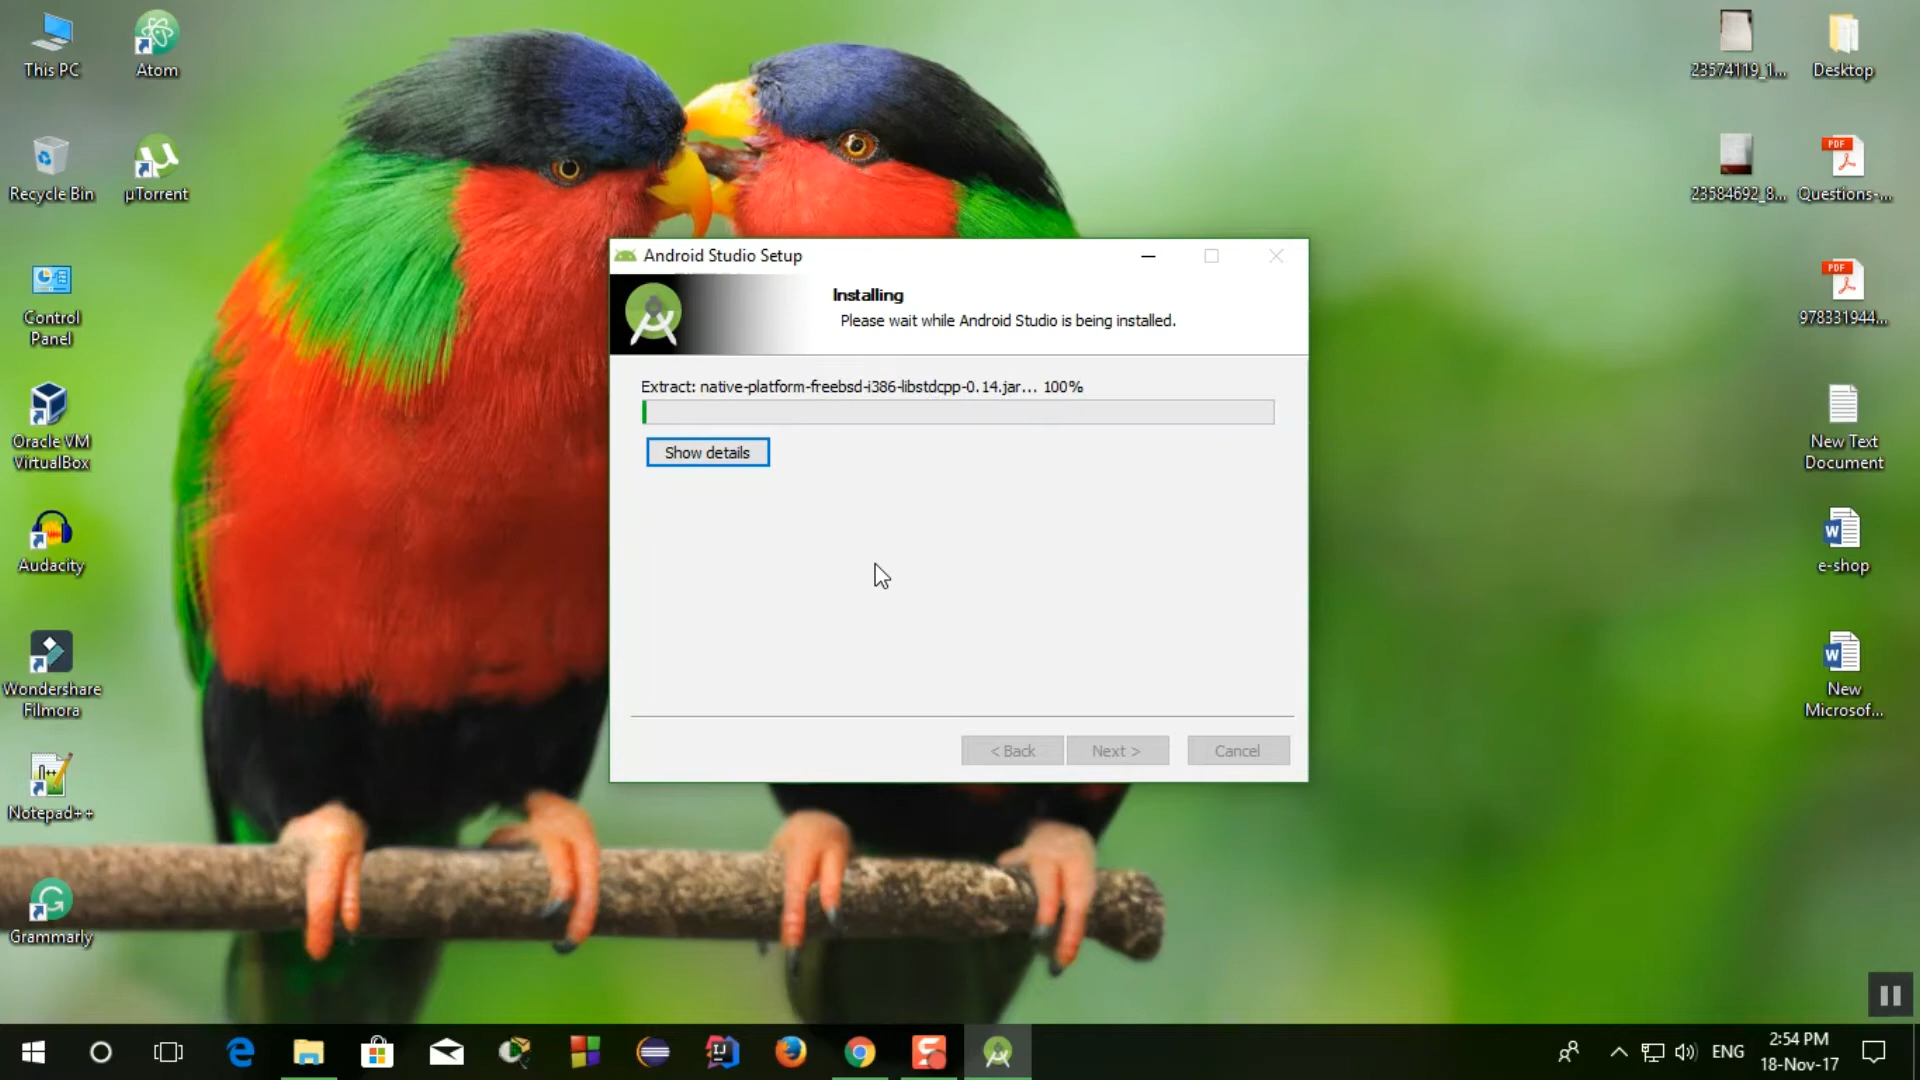 This PC
Atom
Recycle Bin
µTorrent
Control
Panel
Oracle VM
VirtualBox
Audacity
Wondershare
Filmora
Notepad++
Grammarly
23574119_1...
Desktop
23584692_8...
PDF
Questions-...
PDF
978331944...
New Text
Document
e-shop
New
Microsof...
Android Studio Setup
Installing
Please wait while Android Studio is being installed.
Extract: native-platform-freebsd-i386-libstdcpp-0.14.jar... 100%
Show details
< Back
Next >
Cancel
ENG
2:54 PM
18-Nov-17